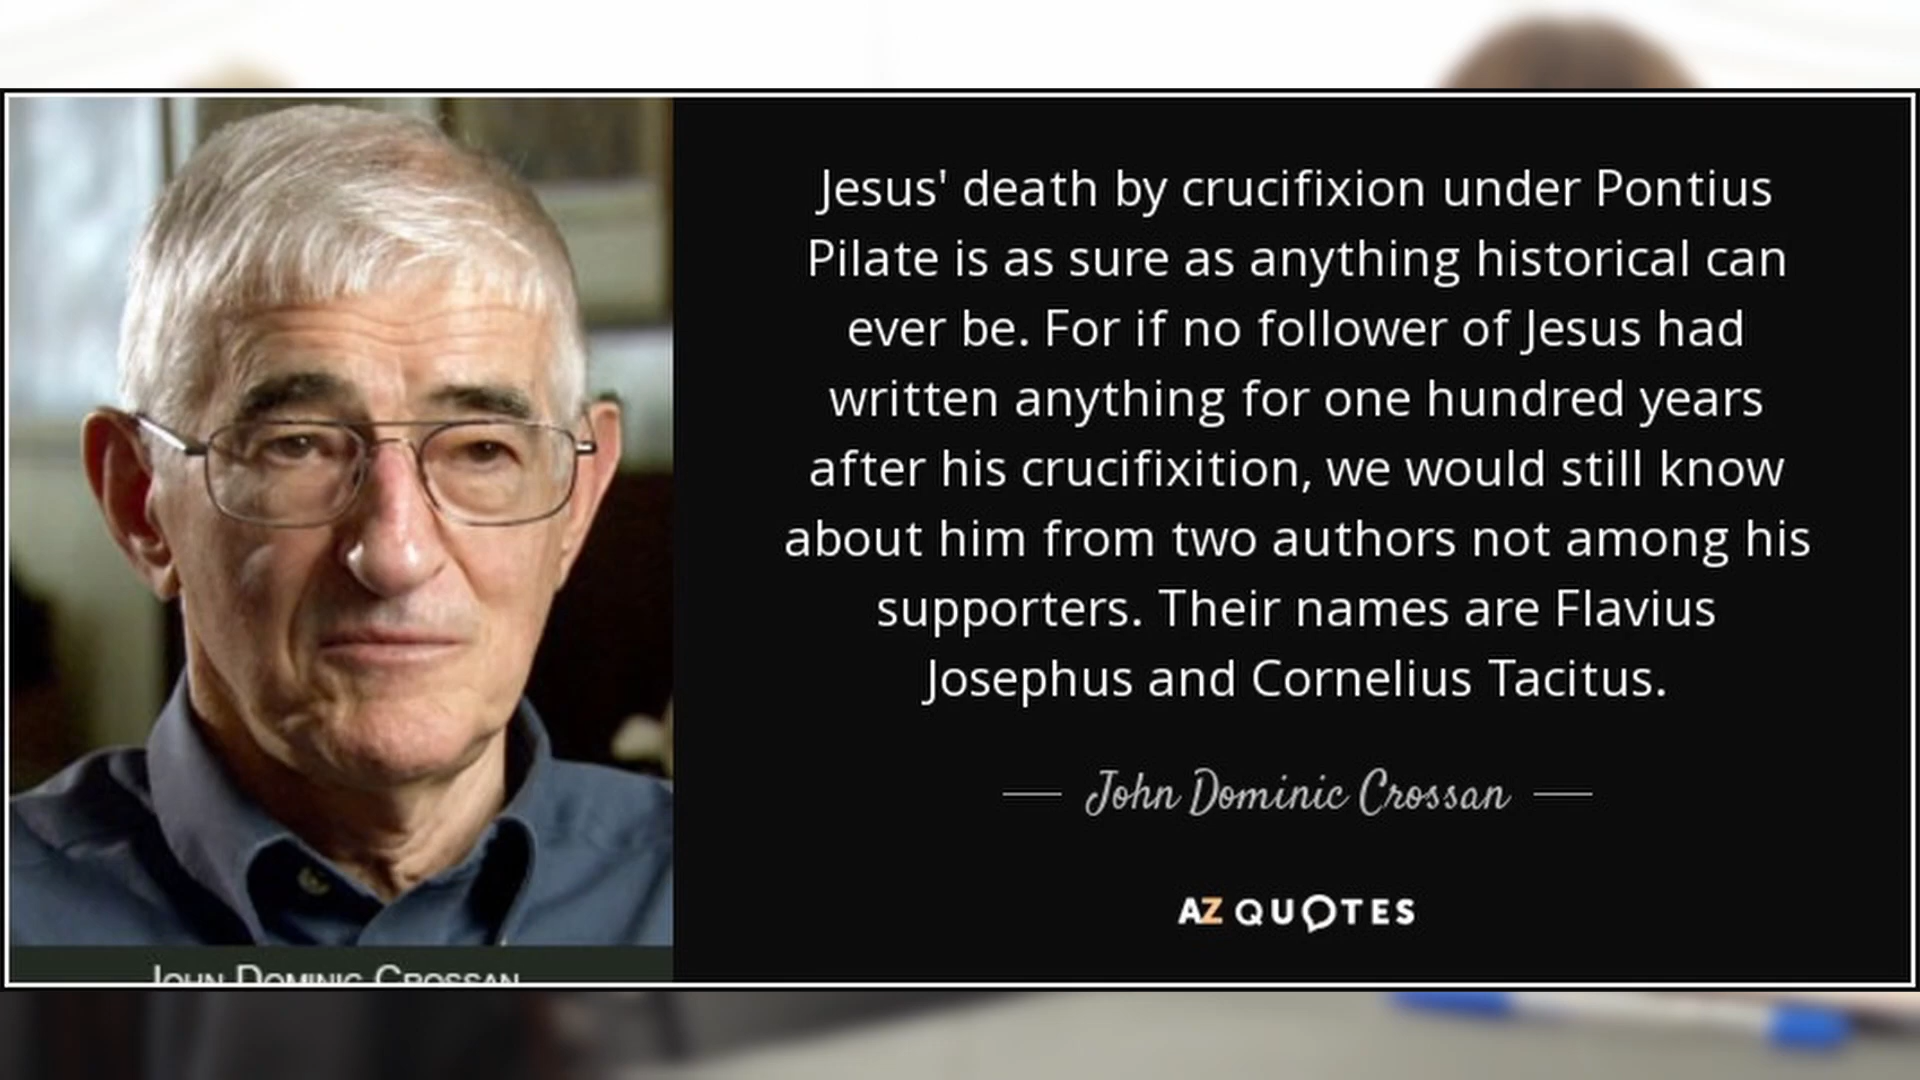 Jesus' death by crucifixion under Pontius
Pilate is as sure as anything historical can
ever be. For if no follower of Jesus had
written anything for one hundred years
after his crucifixition, we would still know
about him from two authors not among his
supporters. Their names are Flavius
Josephus and Cornelius Tacitus.
John Dominic Crossan
AZ QUOTES
John Dominic Crossan